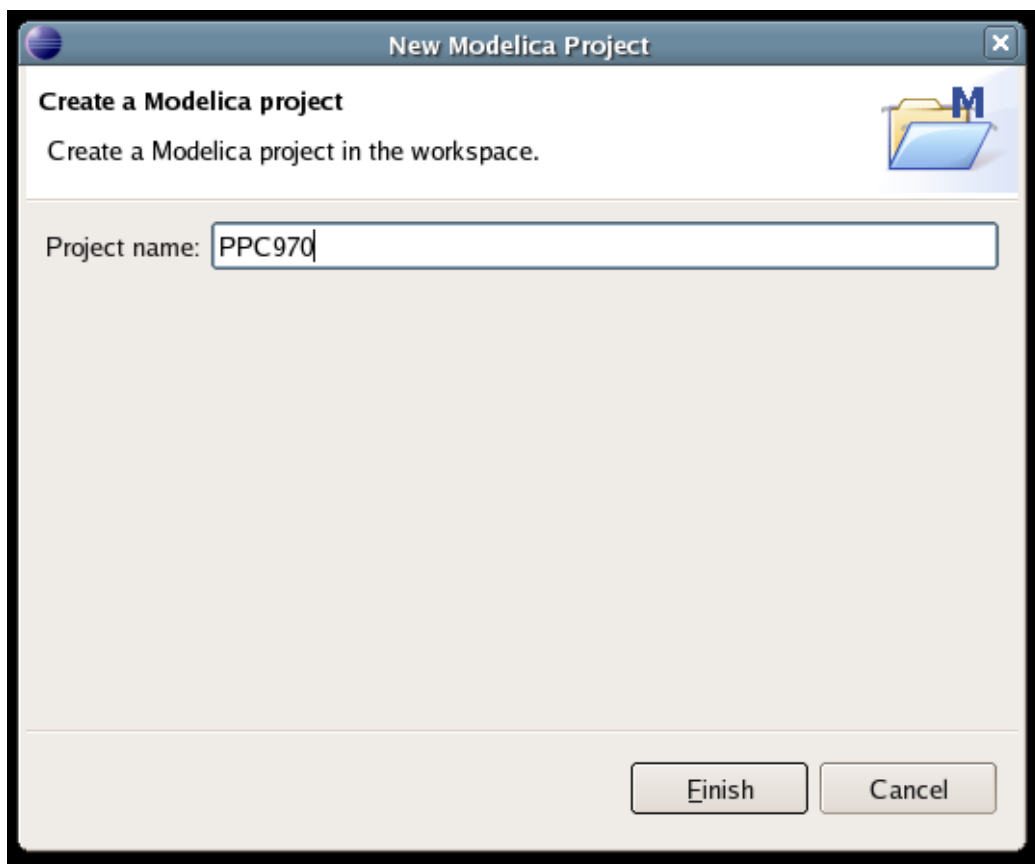 New Modelica Project
Create a Modelica project
M
Create a Modelica project in the workspace.
Project name: PPC970
Finish Cancel